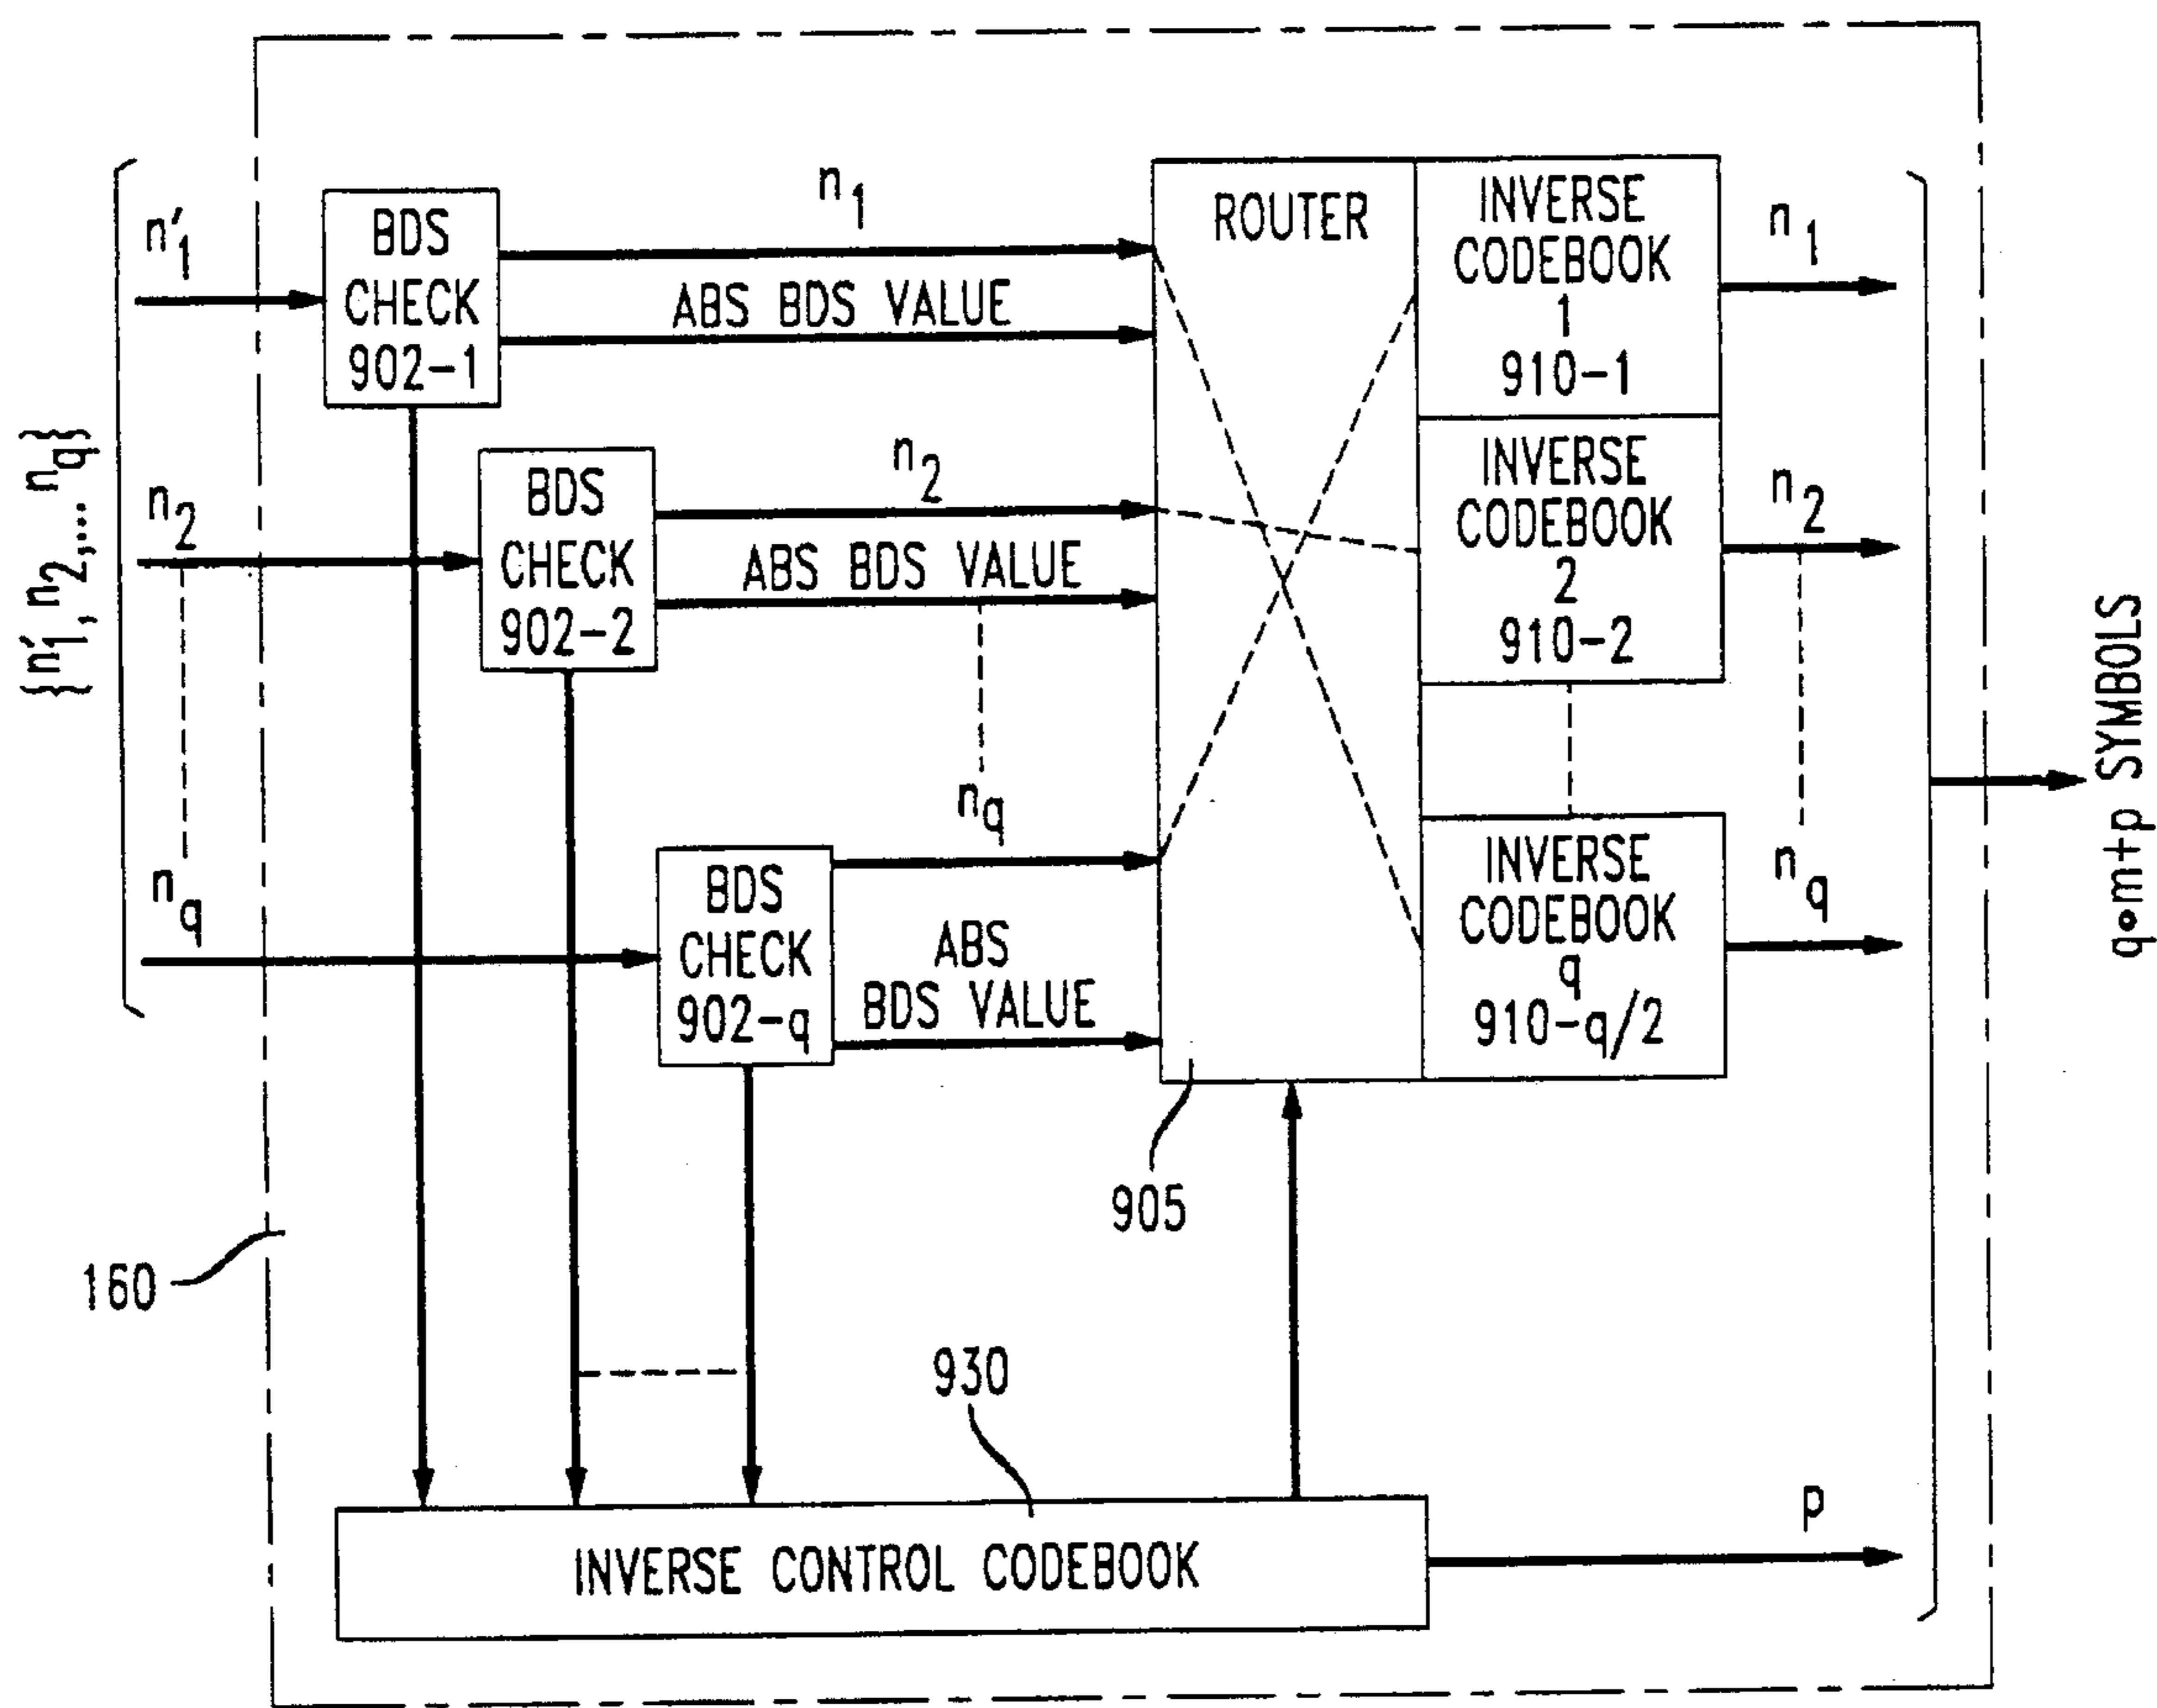 {n'1, n2,... nq}
n'1
BDS
CHECK
902-1
n1
ABS BDS VALUE
ROUTER
INVERSE
CODEBOOK
1
910-1
n1
n2
BDS
CHECK
902-2
n2
ABS BDS VALUE
INVERSE
CODEBOOK
2
910-2
n2
nq
BDS
CHECK
902-q
nq
ABS
BDS VALUE
INVERSE
CODEBOOK
q
910-q/2
nq
q•m+p SYMBOLS
905
160
930
INVERSE CONTROL CODEBOOK
p